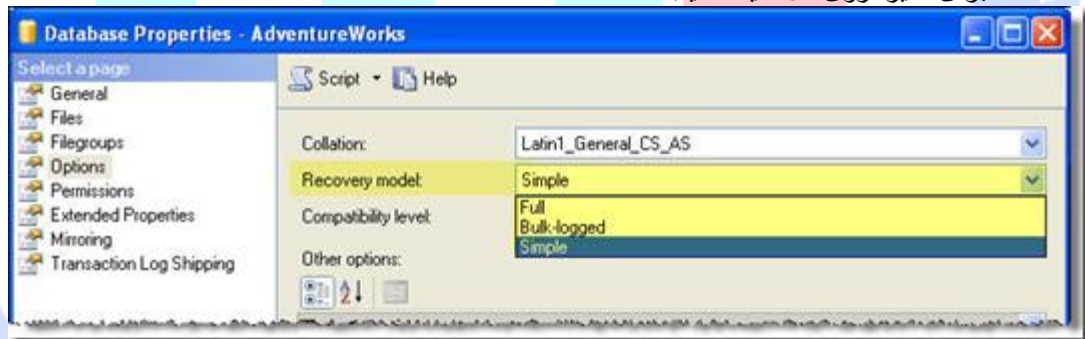 Database Properties - AdventureWorks
Select a page
General
Files
Filegroups
Options
Permissions
Extended Properties
Mirroring
Transaction Log Shipping
Script
Help
Collation:
Latin1_General_CS_AS
Recovery model:
Simple
Compatibility level:
Full
Bulk-logged
Simple
Other options: